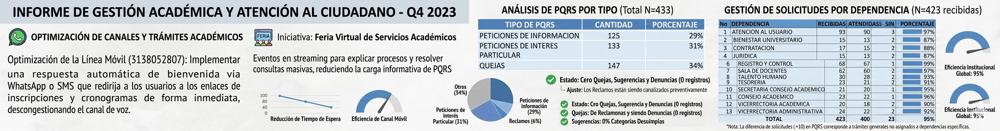 INFORME DE GESTIÓN ACADÉMICA Y ATENCIÓN AL CIUDADANO - Q4 2023
OPTIMIZACIÓN DE CANALES Y TRÁMITES ACADÉMICOS
Optimización de la Línea Móvil (3138052807): Implementar
una respuesta automática de bienvenida vía
WhatsApp o SMS que redirija a los usuarios a los enlaces de
inscripciones y cronogramas de forma inmediata,
descongestionando el canal de voz.
FERIA
Iniciativa: Feria Virtual de Servicios Académicos
Eventos en streaming para explicar procesos y resolver
consultas masivas, reduciendo la carga informativa de PQRS
100
80
40
0
Reducción de Tiempo de Espera
Eficiencia de Canal Móvil
ANÁLISIS DE PQRS POR TIPO (Total N=433)
TIPO DE PQRS CANTIDAD PORCENTAJE
PETICIONES DE INFORMACION 125 29%
PETICIONES DE INTERES
PARTICULAR 133 31%
QUEJAS 147 34%
Otros
(34%)
Peticiones de
Interés
Particular (31%)
Peticiones de
Información
(29%)
Reclamos (6%)
Estado: Cero Quejas, Sugerencias y Denuncias (0 registros)
Ajuste: Los Reclamos están siendo canalizados preventivamente
Estado: Cro Quejas, Sugerencia y Denuncias (0 registros)
Quejas: De Reclamonas y siendo Denuncias (0 registros)
Sugerencias: 0% Categorías Desuimpias
GESTIÓN DE SOLICITUDES POR DEPENDENCIA (N=423 recibidas)
No DEPENDENCIA RECIBIDAS ATENDIDASS SIN PORCENTAJE
1 ATENCION AL USUARIO 93 90 3 97%
2 BIENESTAR UNIVERSITARIO 15 13 2 87%
3 CONTRATACION 17 15 2 88%
4 JURIDICA 15 13 2 87%
6 REGISTRO Y CONTROL 68 67 1 99%
7 SALA DE DOCENTES 62 60 2 97%
8 TALENTO HUMANO 30 28 2 93%
9 TESORERIA 23 21 2 91%
10 SECRETARIA CONSEJO ACADEMICO 21 20 1 95%
11 CONSEJO ACADEMICO 23 22 1 96%
12 VICERRECTORIA ACADEMICA 20 18 2 90%
13 VICERRECTORIA ADMINISTRATIVA 24 22 2 92%
TOTAL 423 400 23 95%
*Nota: La diferencia de solicitudes (+10) en PQRS corresponde a trámites generales no asignados a dependencias específicas.
Eficiencia Institucional
Global: 95%
Eficiencia Institucional
Global: 95%